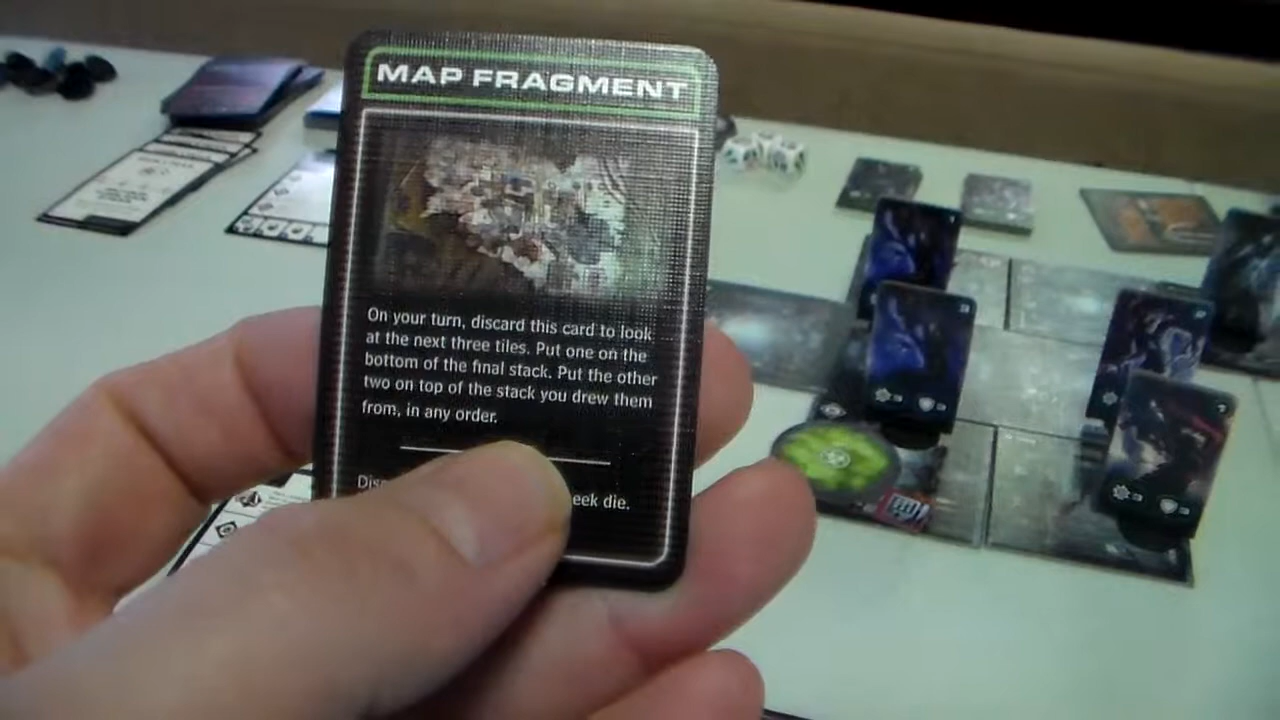 MAP FRAGMENT
On your turn, discard this card to look
at the next three tiles. Put one on the
bottom of the final stack. Put the other
two on top of the stack you drew them
from, in any order.
die.